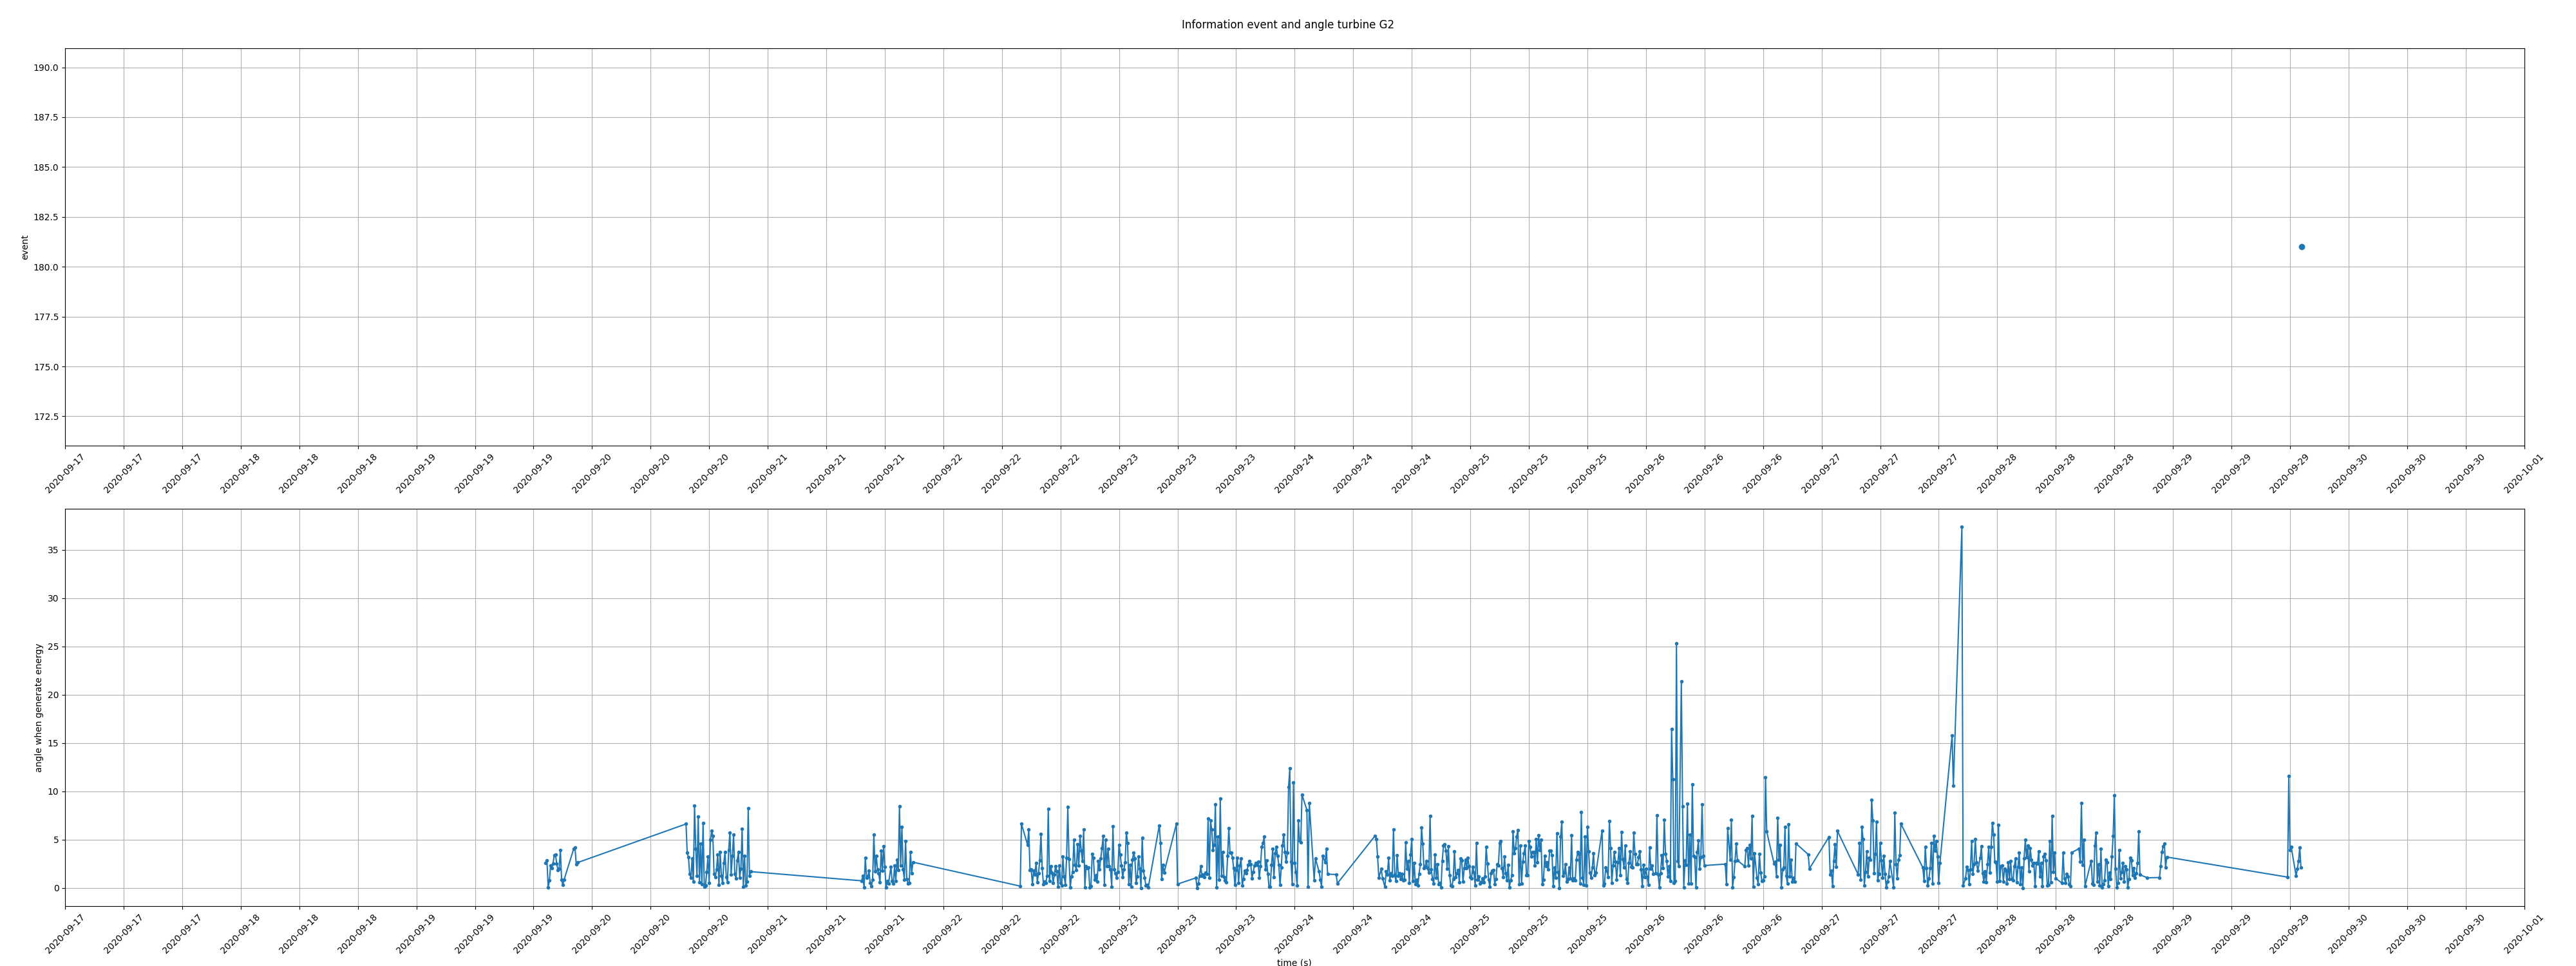 Information event and angle turbine G2
190.0
187.5
185.0
182.5
180.0
177.5
175.0
172.5
event
2020-09-17 2020-09-17 2020-09-17 2020-09-18 2020-09-18 2020-09-18 2020-09-19 2020-09-19 2020-09-19 2020-09-20 2020-09-20 2020-09-20 2020-09-21 2020-09-21 2020-09-21 2020-09-22 2020-09-22 2020-09-22 2020-09-23 2020-09-23 2020-09-23 2020-09-24 2020-09-24 2020-09-24 2020-09-25 2020-09-25 2020-09-25 2020-09-26 2020-09-26 2020-09-26 2020-09-27 2020-09-27 2020-09-27 2020-09-28 2020-09-28 2020-09-28 2020-09-29 2020-09-29 2020-09-29 2020-09-30 2020-09-30 2020-09-30 2020-10-01
35
30
25
20
15
10
5
0
angle when generate energy
2020-09-17 2020-09-17 2020-09-17 2020-09-18 2020-09-18 2020-09-18 2020-09-19 2020-09-19 2020-09-19 2020-09-20 2020-09-20 2020-09-20 2020-09-21 2020-09-21 2020-09-21 2020-09-22 2020-09-22 2020-09-22 2020-09-23 2020-09-23 2020-09-23 2020-09-24 2020-09-24 2020-09-24 2020-09-25 2020-09-25 2020-09-25 2020-09-26 2020-09-26 2020-09-26 2020-09-27 2020-09-27 2020-09-27 2020-09-28 2020-09-28 2020-09-28 2020-09-29 2020-09-29 2020-09-29 2020-09-30 2020-09-30 2020-09-30 2020-10-01
time (s)